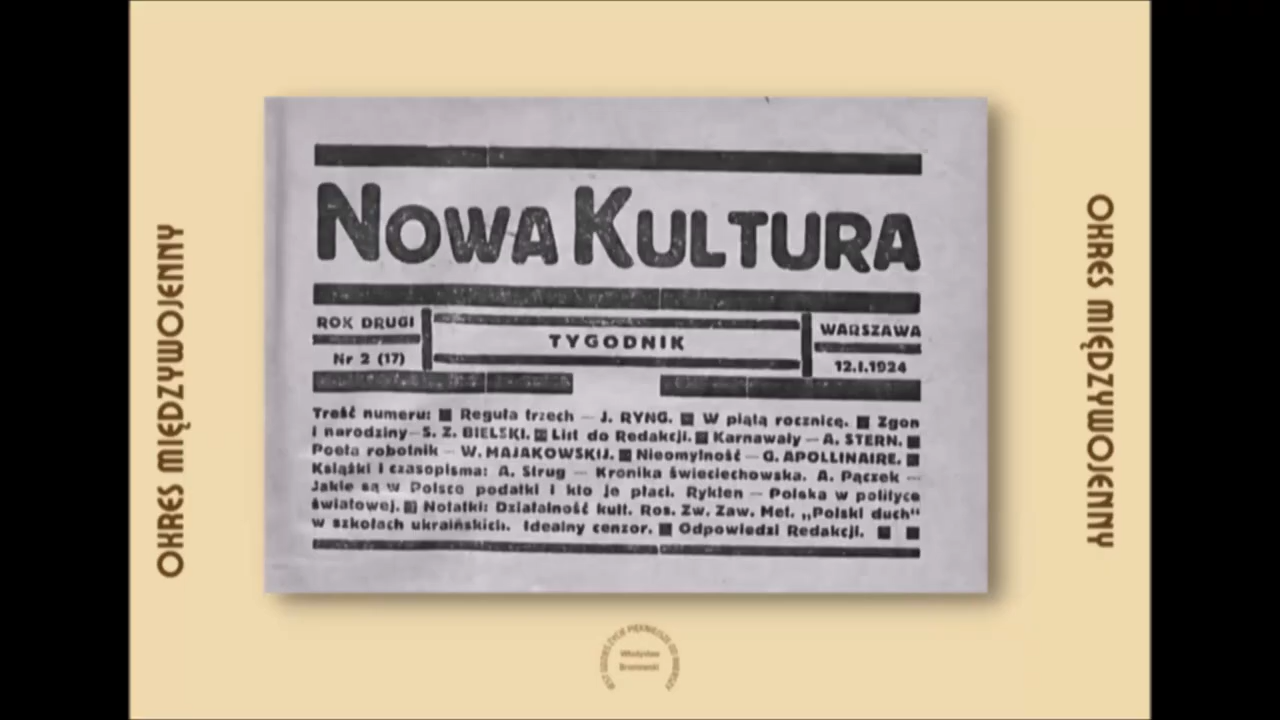 OKRES MIĘDZYWOJENNY
NOWA KULTURA
ROK DRUGI
Nr 2 (17)
TYGODNIK
WARSZAWA
12.I.1924
Treść numeru: ■ Reguła trzech — J. RYNG. ■ W piątą rocznicę. ■ Zgon
i narodziny—S. Z. BIELSKI. ■ List do Redakcji. ■ Karnawały — A. STERN. ■
Poeta robotnik — W. MAJAKOWSKIJ. ■ Nieomylność — G. APOLLINAIRE. ■
Książki i czasopisma: A. Strug — Kronika świeciechowska. A. Pączek —
Jakie są w Polsce podatki i kto je płaci. Ryklen — Polska w polityce
światowej. ■ Notatki: Działalność kult. Ros. Zw. Zaw. Met. „Polski duch“
w szkołach ukraińskich. Idealny cenzor. ■ Odpowiedzi Redakcji. ■ ■
OKRES MIĘDZYWOJENNY
Władysław
Broniewski